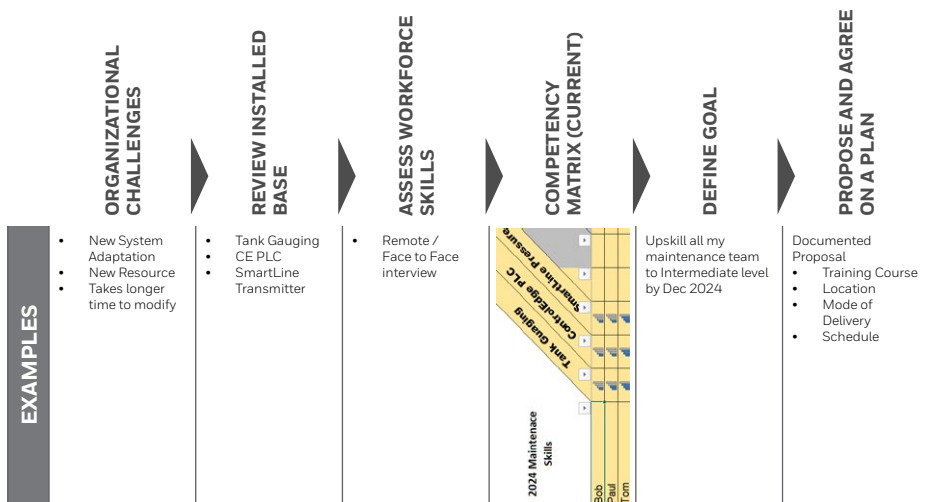 ORGANIZATIONAL
CHALLENGES
REVIEW INSTALLED
BASE
ASSESS WORKFORCE
SKILLS
COMPETENCY
MATRIX (CURRENT)
DEFINE GOAL
PROPOSE AND AGREE
ON A PLAN
EXAMPLES
• New System
Adaptation
• New Resource
• Takes longer
time to modify
• Tank Gauging
• CE PLC
• SmartLine
Transmitter
• Remote /
Face to Face
interview
2024 Maintenace
Skills
Tank Guaging
ControlEdge PLC
SmartLine Pressure
Bob
Paul
Tom
Upskill all my
maintenance team
to Intermediate level
by Dec 2024
Documented
Proposal
• Training Course
• Location
• Mode of
Delivery
• Schedule